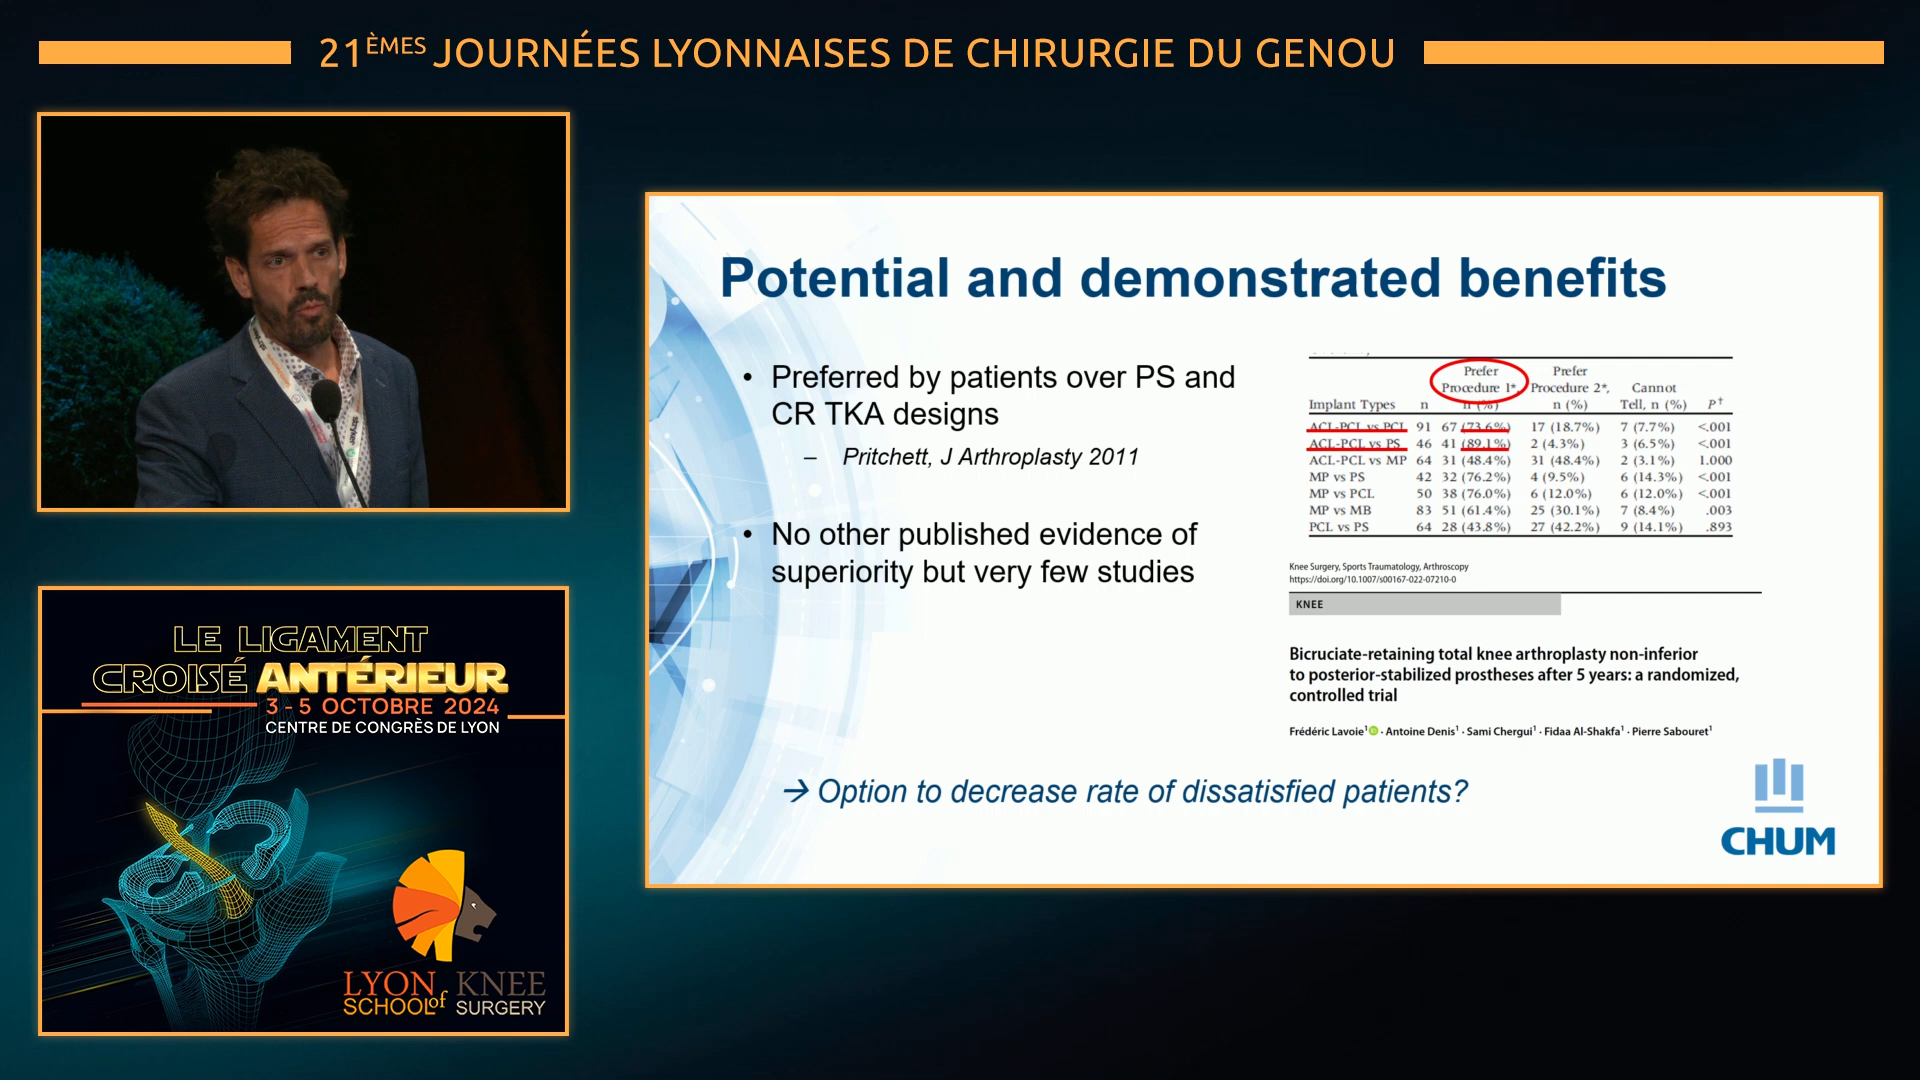 21ÈMES JOURNÉES LYONNAISES DE CHIRURGIE DU GENOU
stryker
LE LIGAMENT
CROISÉ ANTÉRIEUR
3 - 5 OCTOBRE 2024
CENTRE DE CONGRÈS DE LYON
LYON KNEE
SCHOOL of SURGERY
Potential and demonstrated benefits
• Preferred by patients over PS and
CR TKA designs
– Pritchett, J Arthroplasty 2011
• No other published evidence of
superiority but very few studies
Prefer Prefer
Procedure 1*, Procedure 2*, Cannot
Implant Types n n (%) n (%) Tell, n (%) P†
ACL-PCL vs PCL 91 67 (73.6%) 17 (18.7%) 7 (7.7%) <.001
ACL-PCL vs PS 46 41 (89.1%) 2 (4.3%) 3 (6.5%) <.001
ACL-PCL vs MP 64 31 (48.4%) 31 (48.4%) 2 (3.1%) 1.000
MP vs PS 42 32 (76.2%) 4 (9.5%) 6 (14.3%) <.001
MP vs PCL 50 38 (76.0%) 6 (12.0%) 6 (12.0%) <.001
MP vs MB 83 51 (61.4%) 25 (30.1%) 7 (8.4%) .003
PCL vs PS 64 28 (43.8%) 27 (42.2%) 9 (14.1%) .893
Knee Surgery, Sports Traumatology, Arthroscopy
https://doi.org/10.1007/s00167-022-07210-0
KNEE
Bicruciate-retaining total knee arthroplasty non-inferior
to posterior-stabilized prostheses after 5 years: a randomized,
controlled trial
Frédéric Lavoie1 · Antoine Denis1 · Sami Chergui1 · Fidaa Al-Shakfa1 · Pierre Sabouret1
→ Option to decrease rate of dissatisfied patients?
CHUM